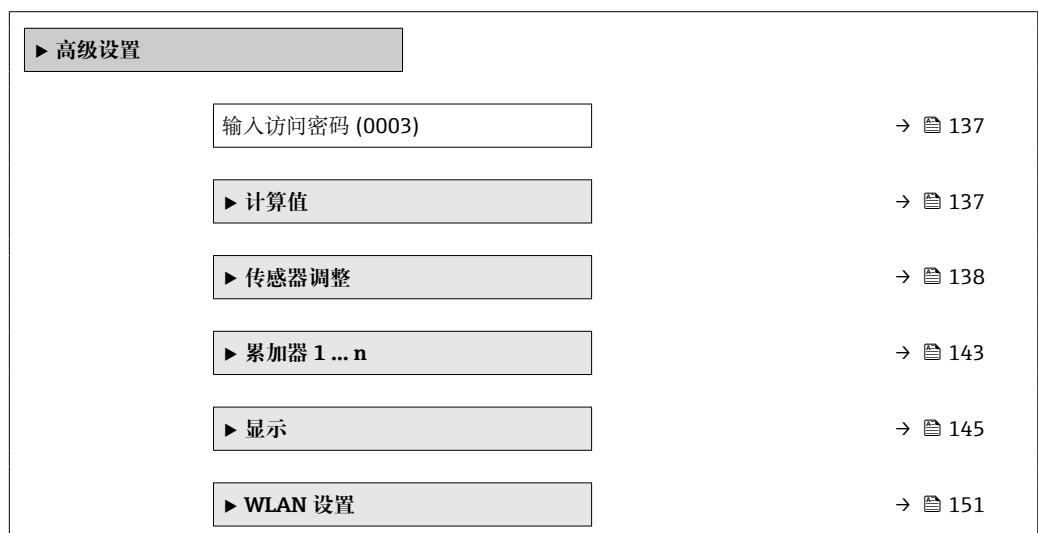 ▶ 高级设置
输入访问密码 (0003) → 137
▶ 计算值 → 137
▶ 传感器调整 → 138
▶ 累加器 1 ... n → 143
▶ 显示 → 145
▶ WLAN 设置 → 151